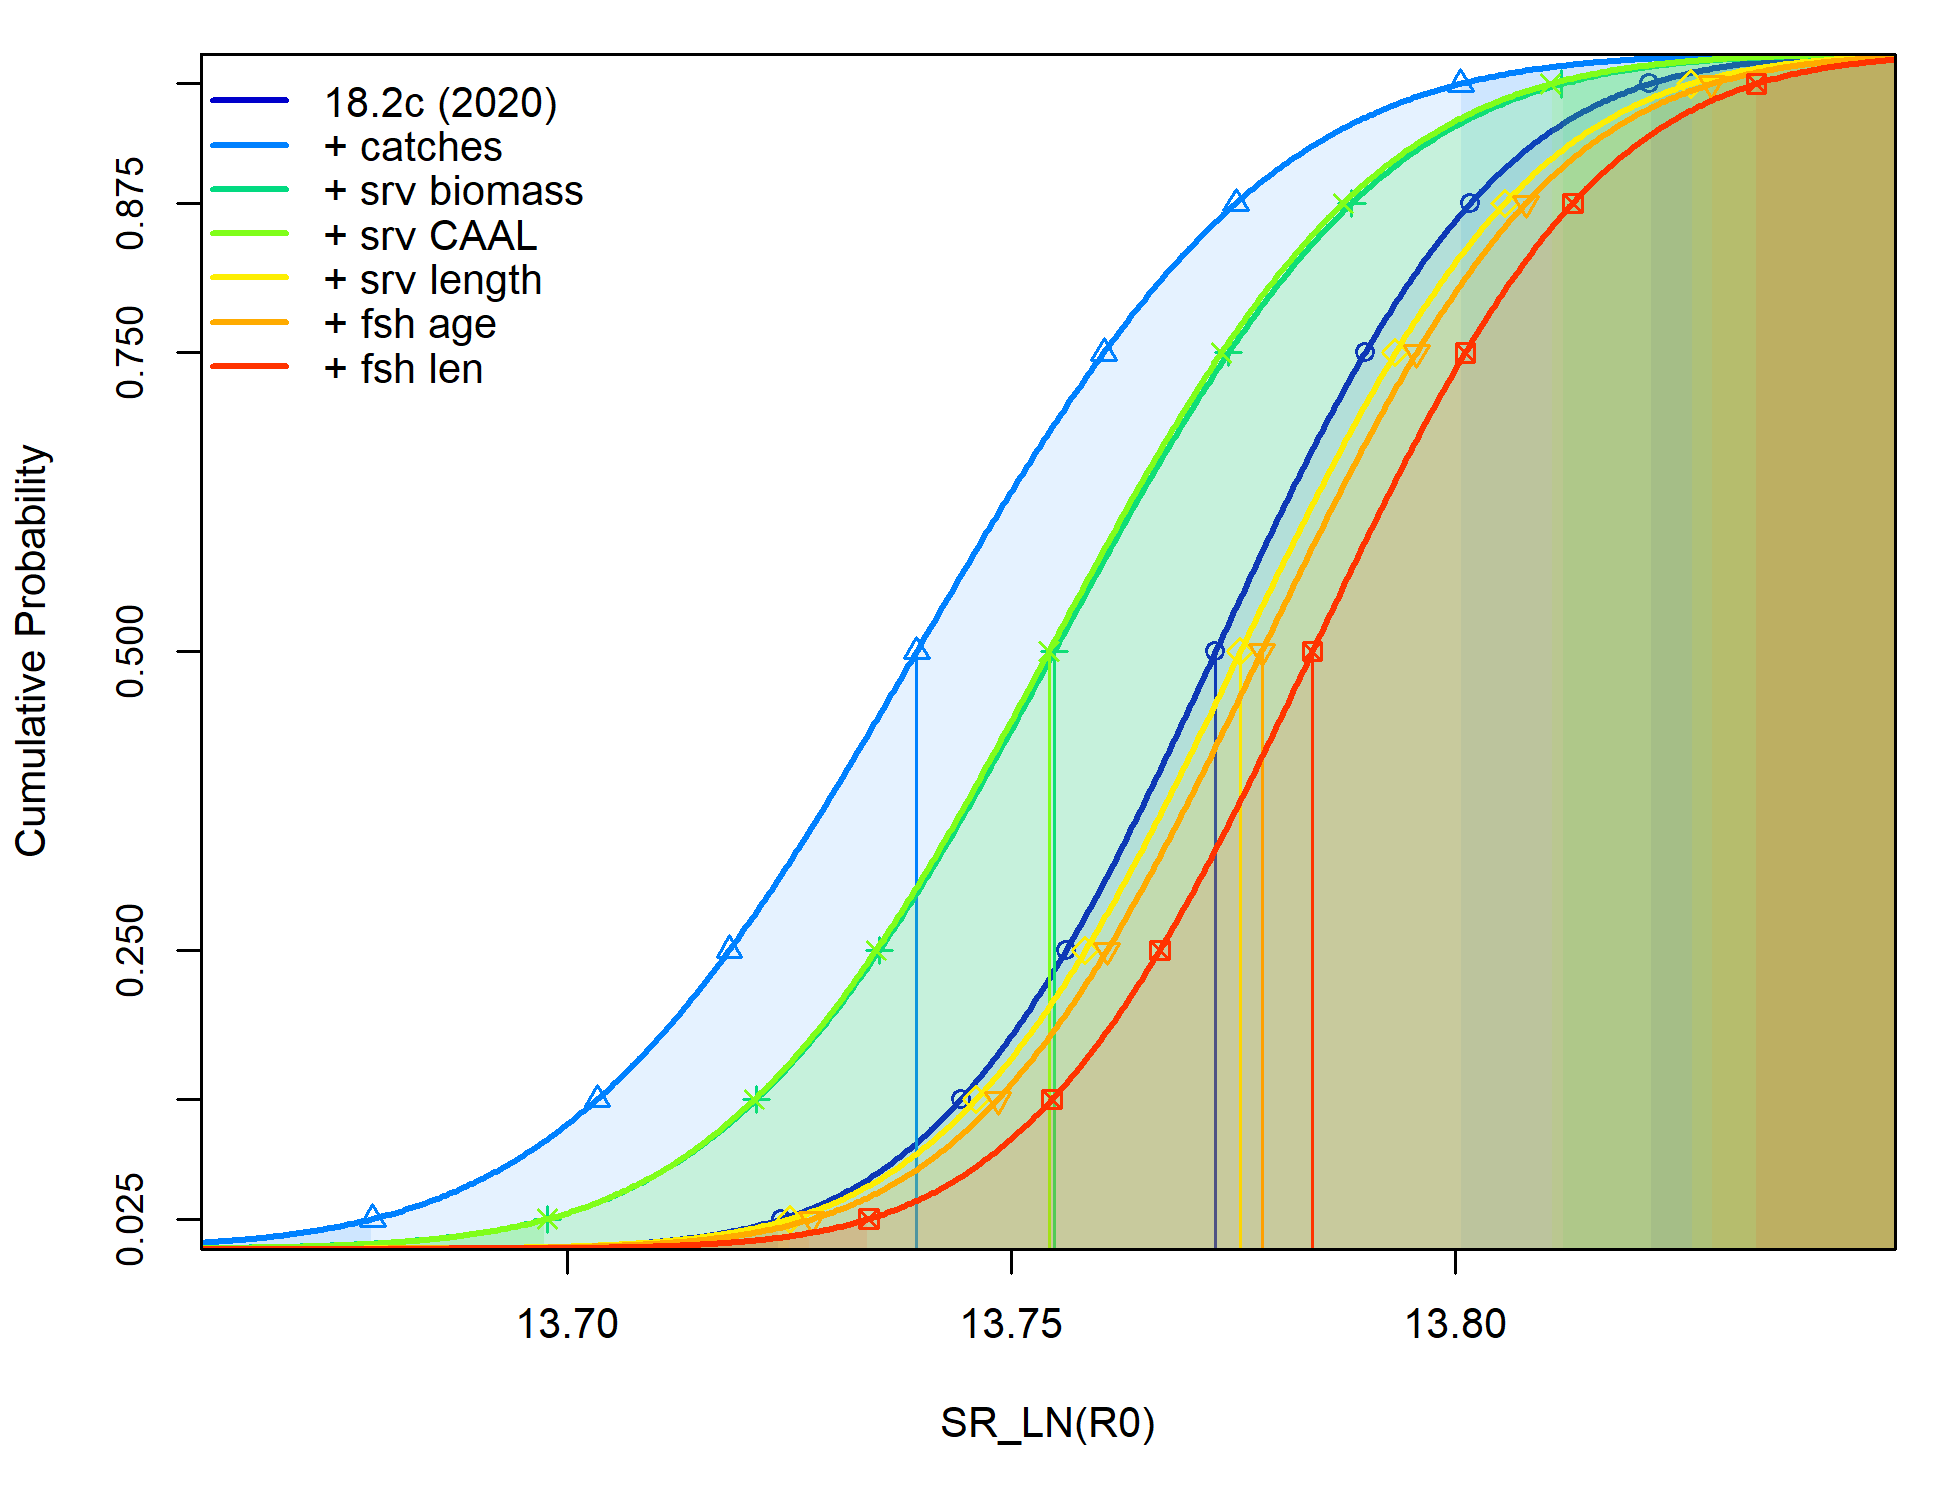 18.2c (2020)
+ catches
+ srv biomass
+ srv CAAL
+ srv length
+ fsh age
+ fsh len
Cumulative Probability
0.875
0.750
0.500
0.250
0.025
13.70 13.75 13.80
SR_LN(R0)